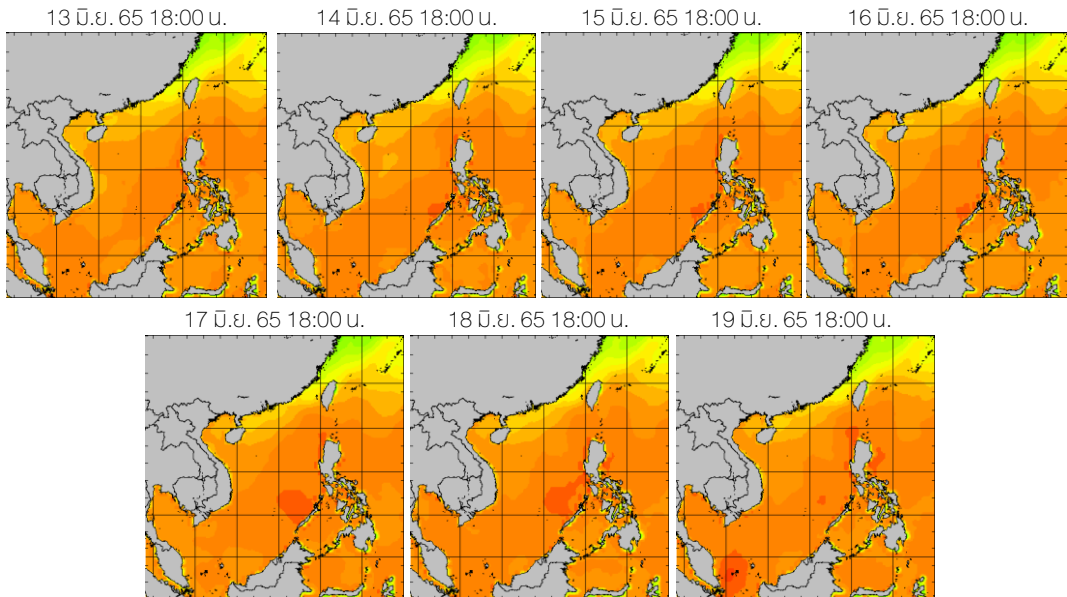 13 มิ.ย. 65 18:00 น.
14 มิ.ย. 65 18:00 น.
15 มิ.ย. 65 18:00 น.
16 มิ.ย. 65 18:00 น.
17 มิ.ย. 65 18:00 น.
18 มิ.ย. 65 18:00 น.
19 มิ.ย. 65 18:00 น.